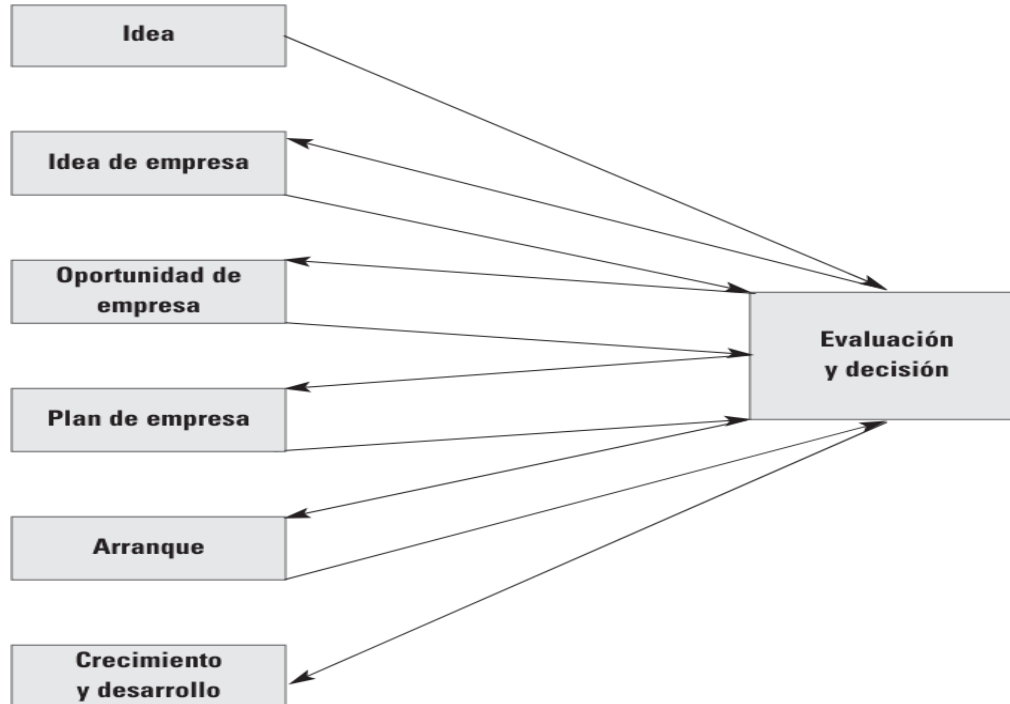 Idea
Idea de empresa
Oportunidad de
empresa
Evaluación
y decisión
Plan de empresa
Arranque
Crecimiento
y desarrollo